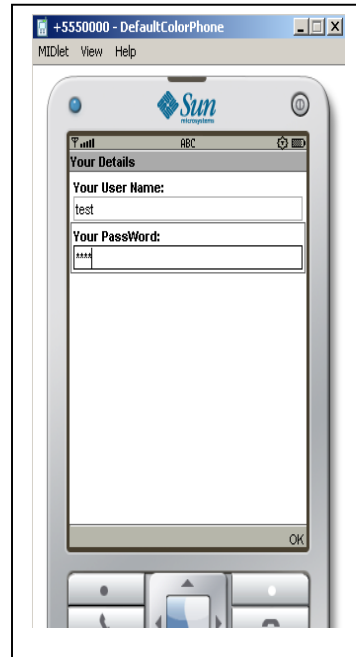 +5550000 - DefaultColorPhone
MIDlet View Help
Sun
microsystems
ABC
Your Details
Your User Name:
test
Your PassWord:
****
OK